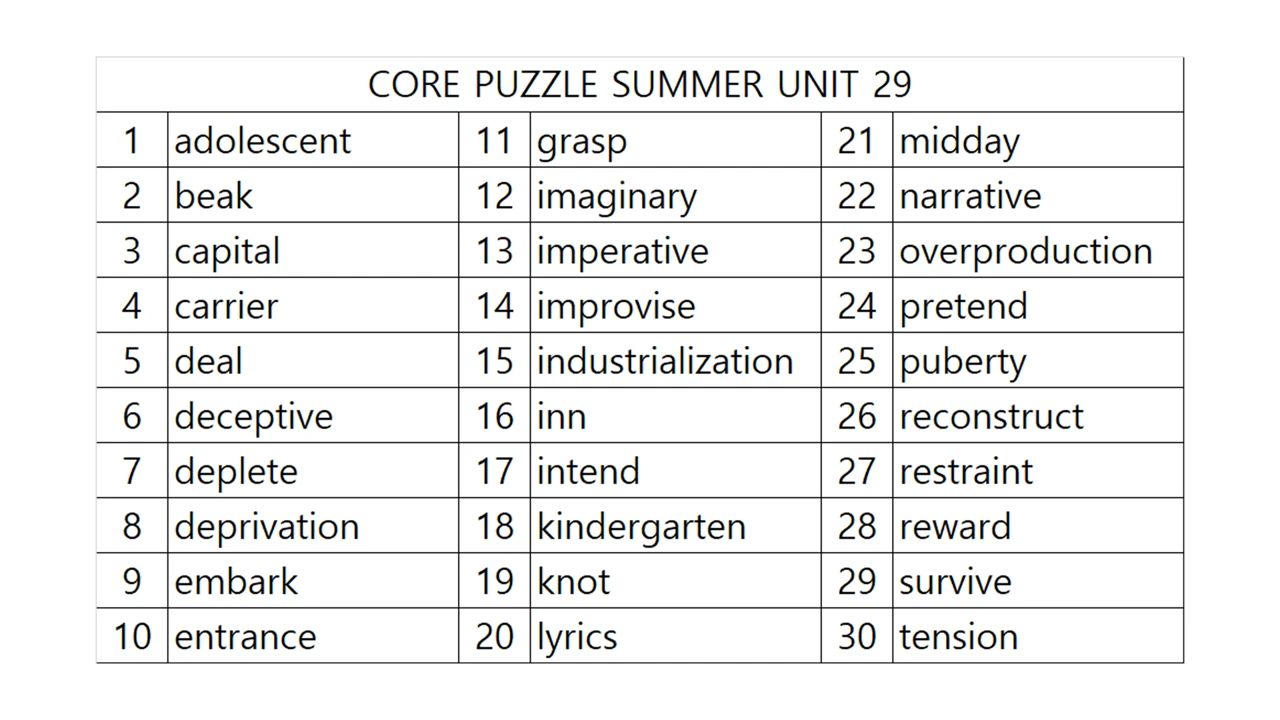 CORE PUZZLE SUMMER UNIT 29
1 adolescent 11 grasp 21 midday
2 beak 12 imaginary 22 narrative
3 capital 13 imperative 23 overproduction
4 carrier 14 improvise 24 pretend
5 deal 15 industrialization 25 puberty
6 deceptive 16 inn 26 reconstruct
7 deplete 17 intend 27 restraint
8 deprivation 18 kindergarten 28 reward
9 embark 19 knot 29 survive
10 entrance 20 lyrics 30 tension